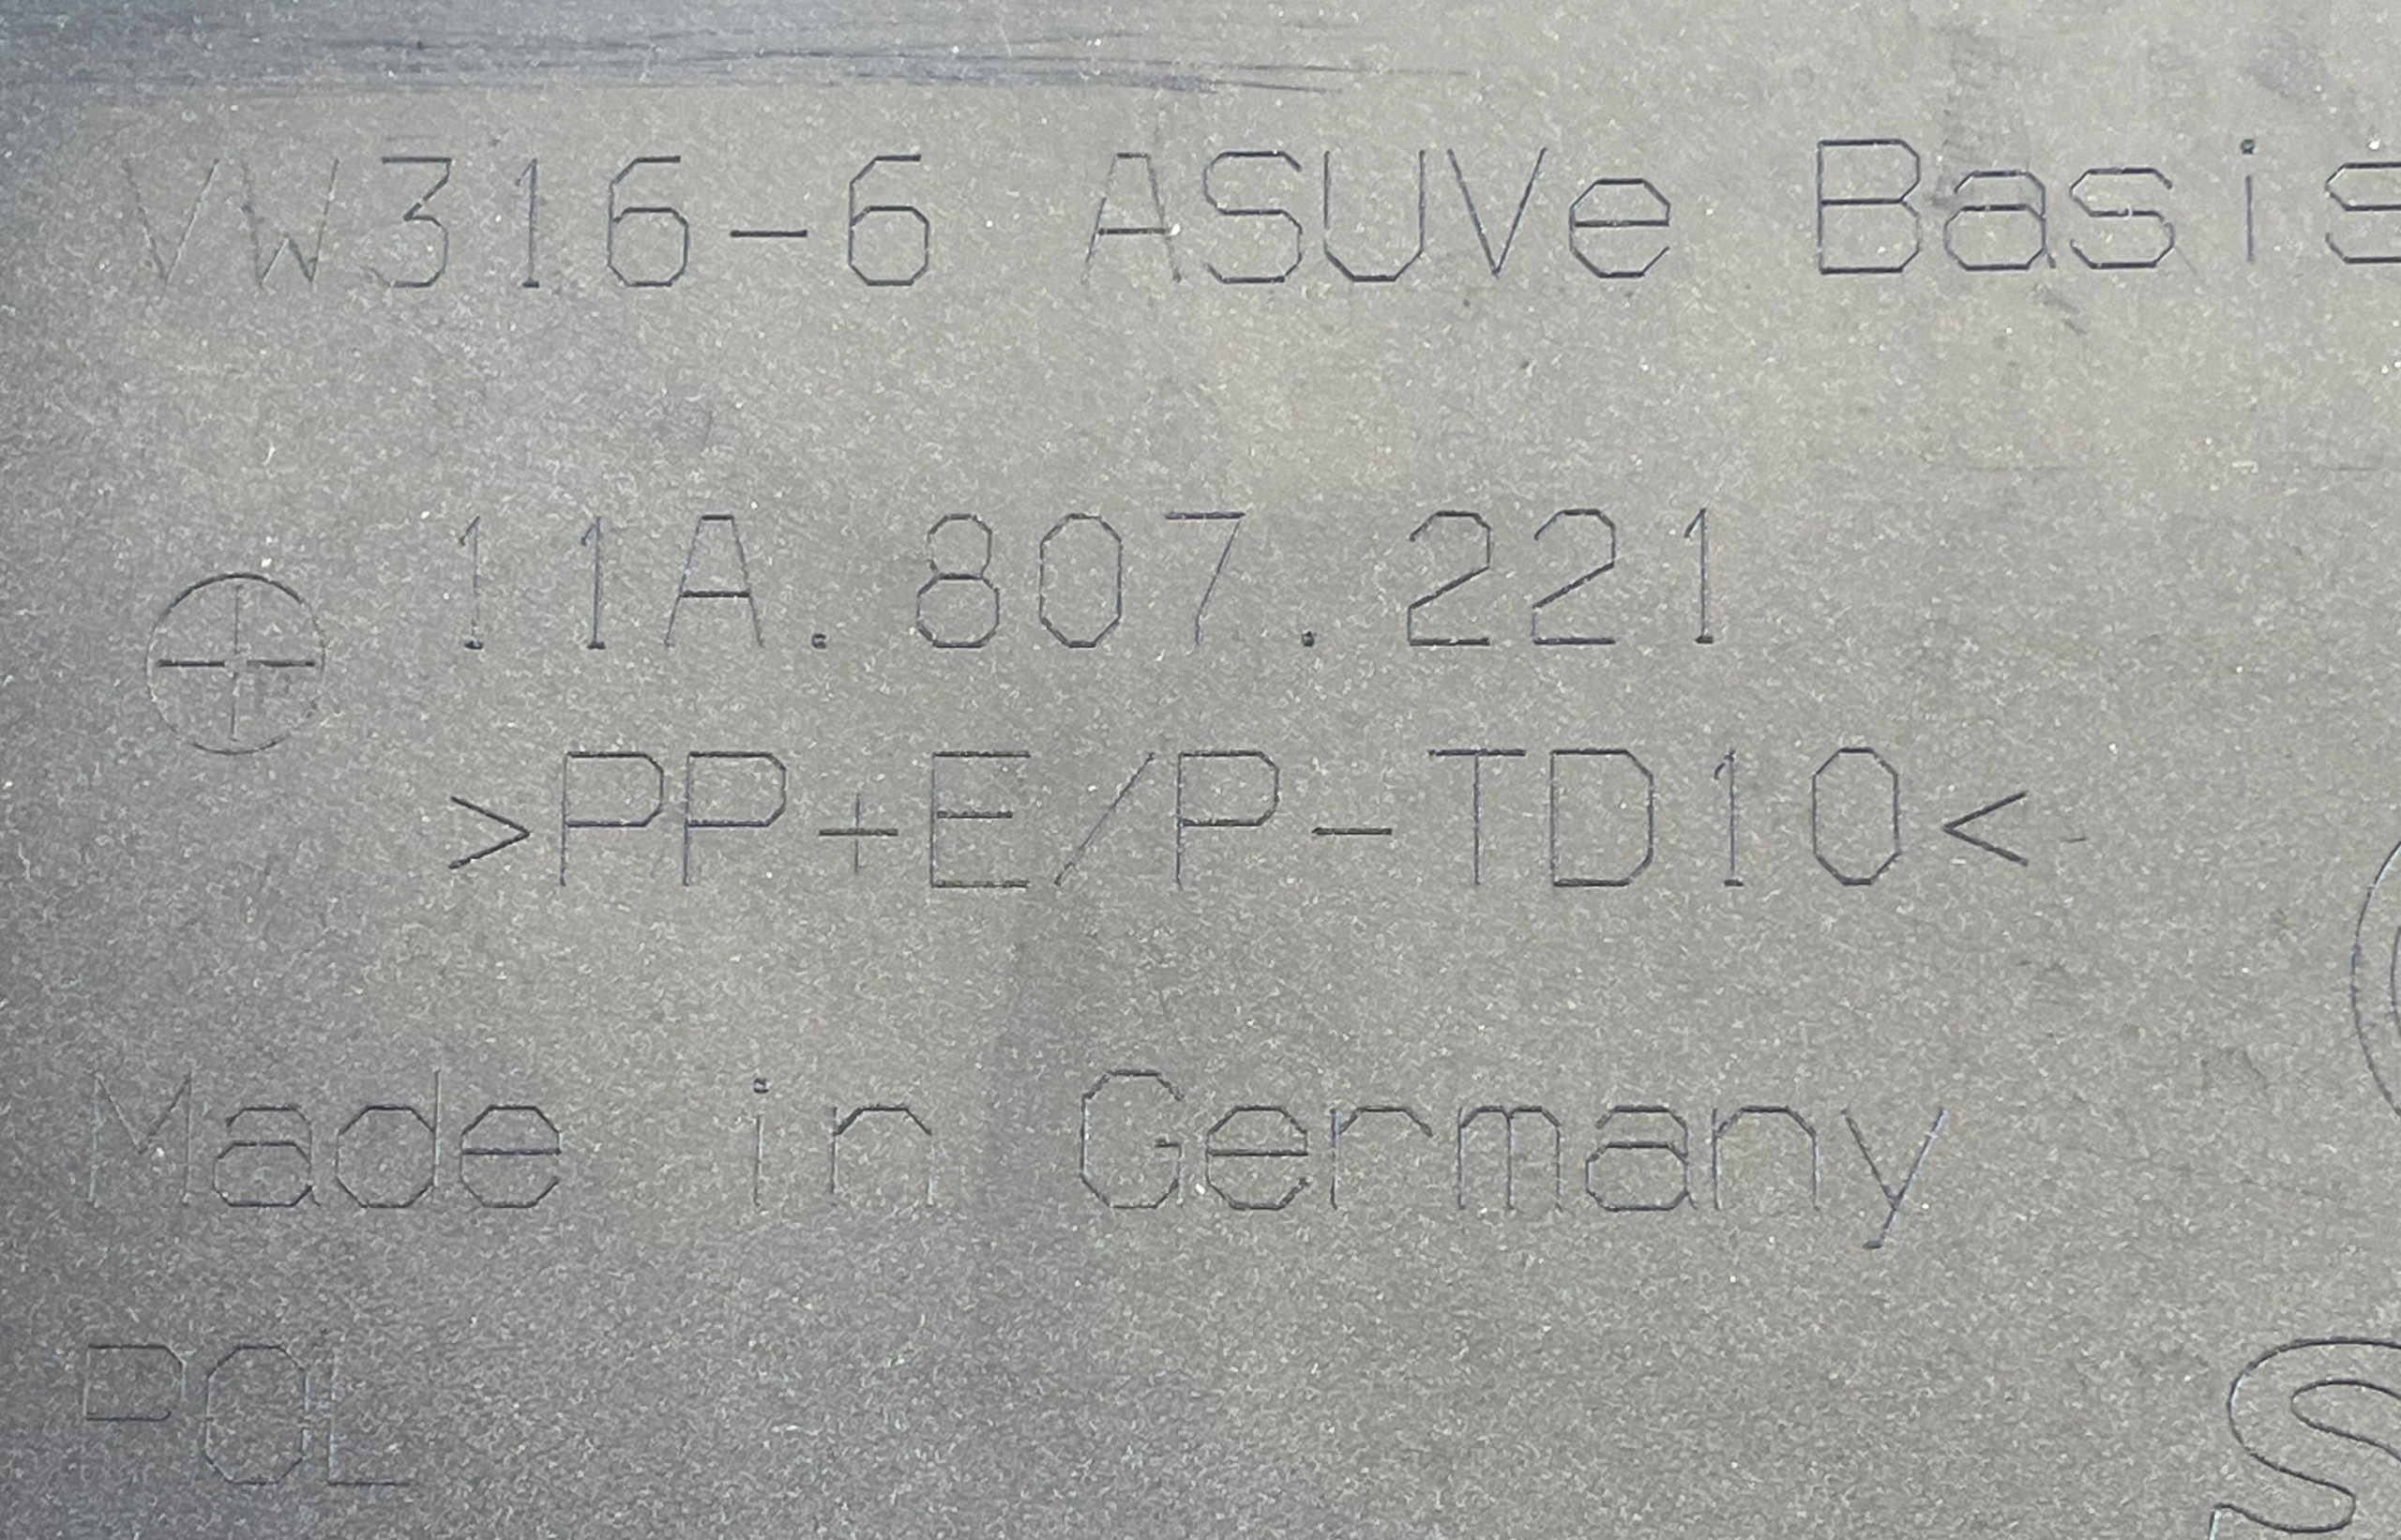 VW316-6 ASUVe Basis
11A.807.221
>PP+E/P-TD10<
Made in Germany
POL
S